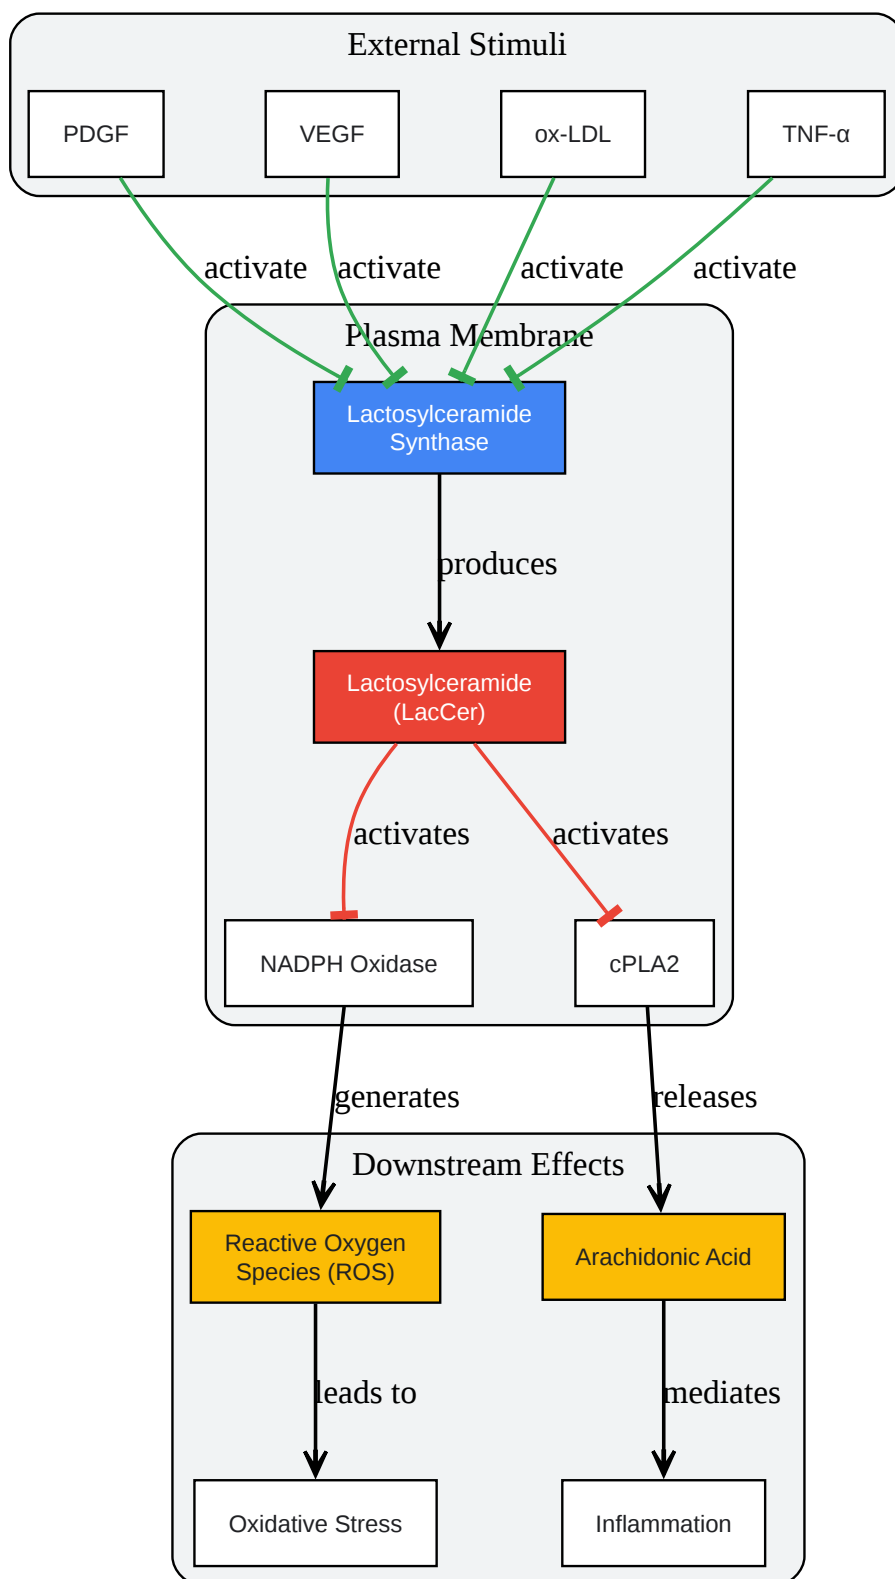 External Stimuli
PDGF
VEGF
ox-LDL
TNF-α
activate
activate
activate
activate
Plasma Membrane
Lactosylceramide
Synthase
produces
Lactosylceramide
(LacCer)
activates
activates
NADPH Oxidase
cPLA2
generates
releases
Downstream Effects
Reactive Oxygen
Species (ROS)
Arachidonic Acid
leads to
mediates
Oxidative Stress
Inflammation